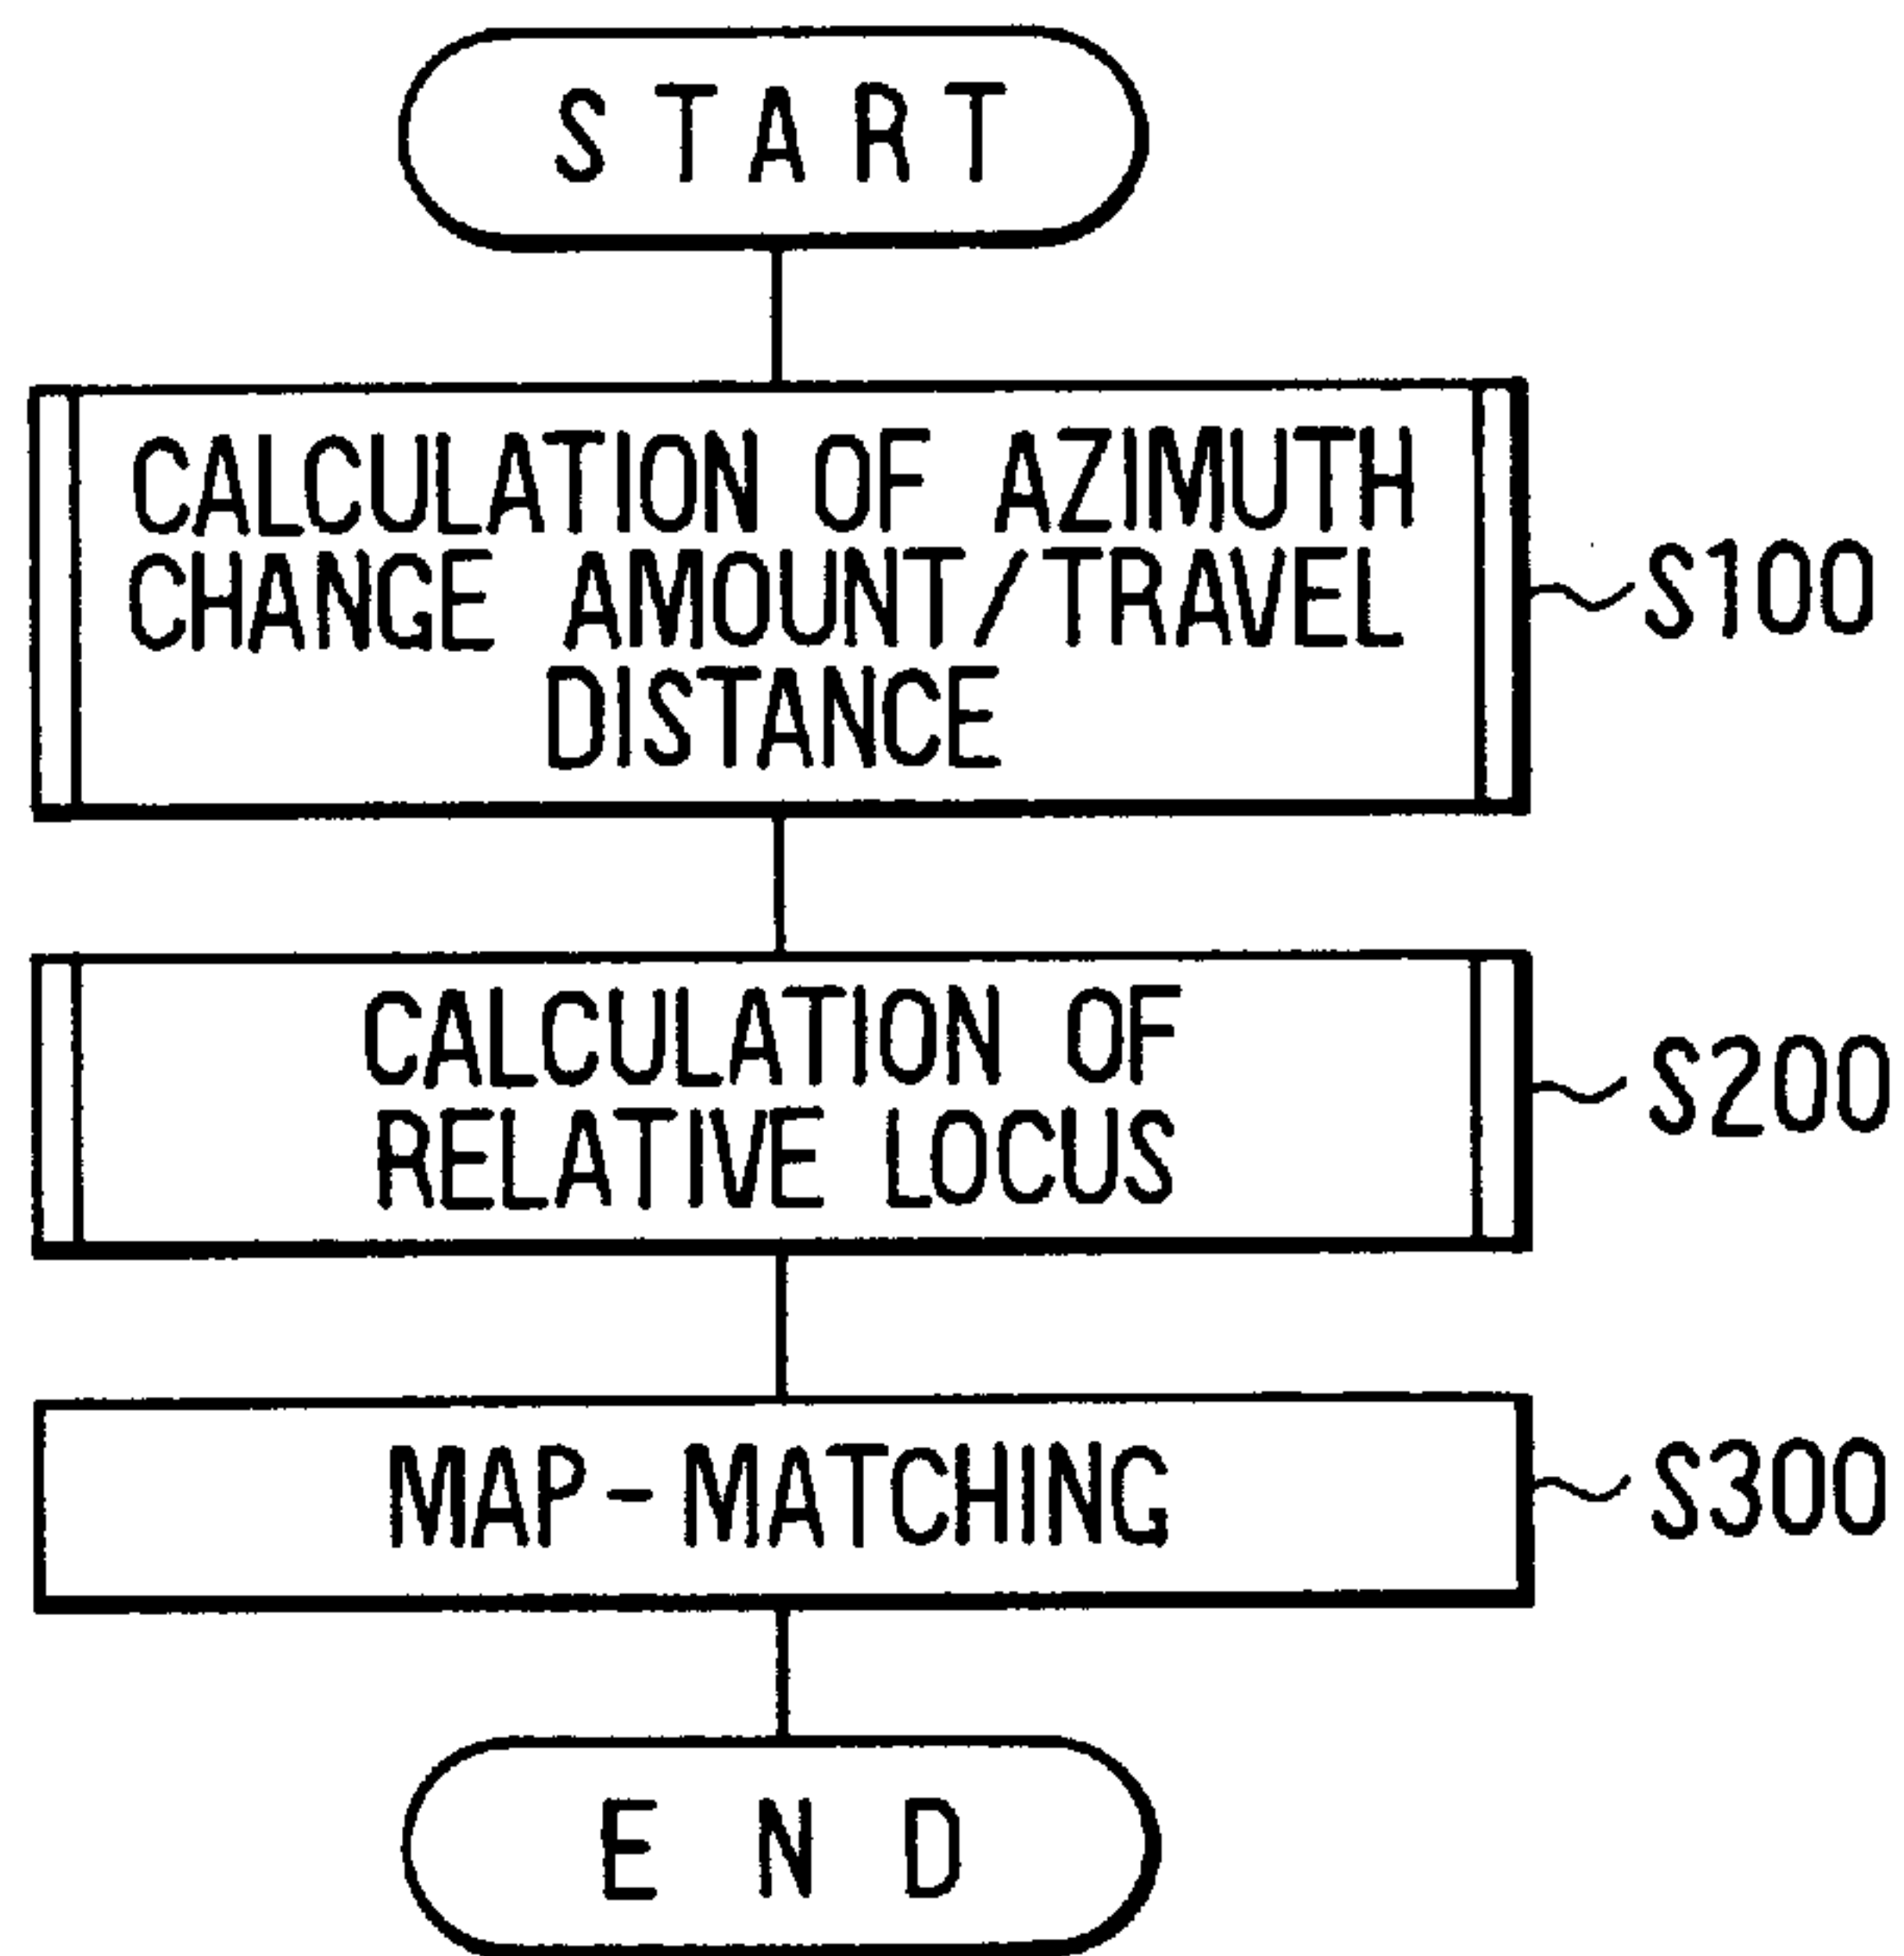 START
CALCULATION OF AZIMUTH
CHANGE AMOUNT/TRAVEL
DISTANCE
S100
CALCULATION OF
RELATIVE LOCUS
S200
MAP-MATCHING
S300
END